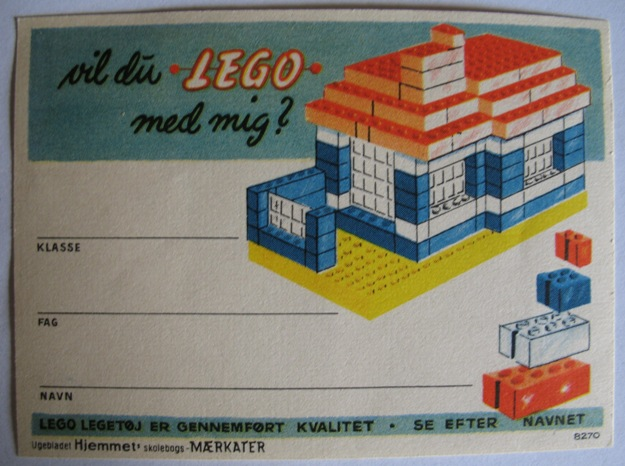 vil du LEGO
med mig?
KLASSE
FAG
NAVN
LEGO LEGETØJ ER GENNEMFØRT KVALITET • SE EFTER NAVNET
Ugebladet Hjemmets skolebogs-MÆRKATER
8270